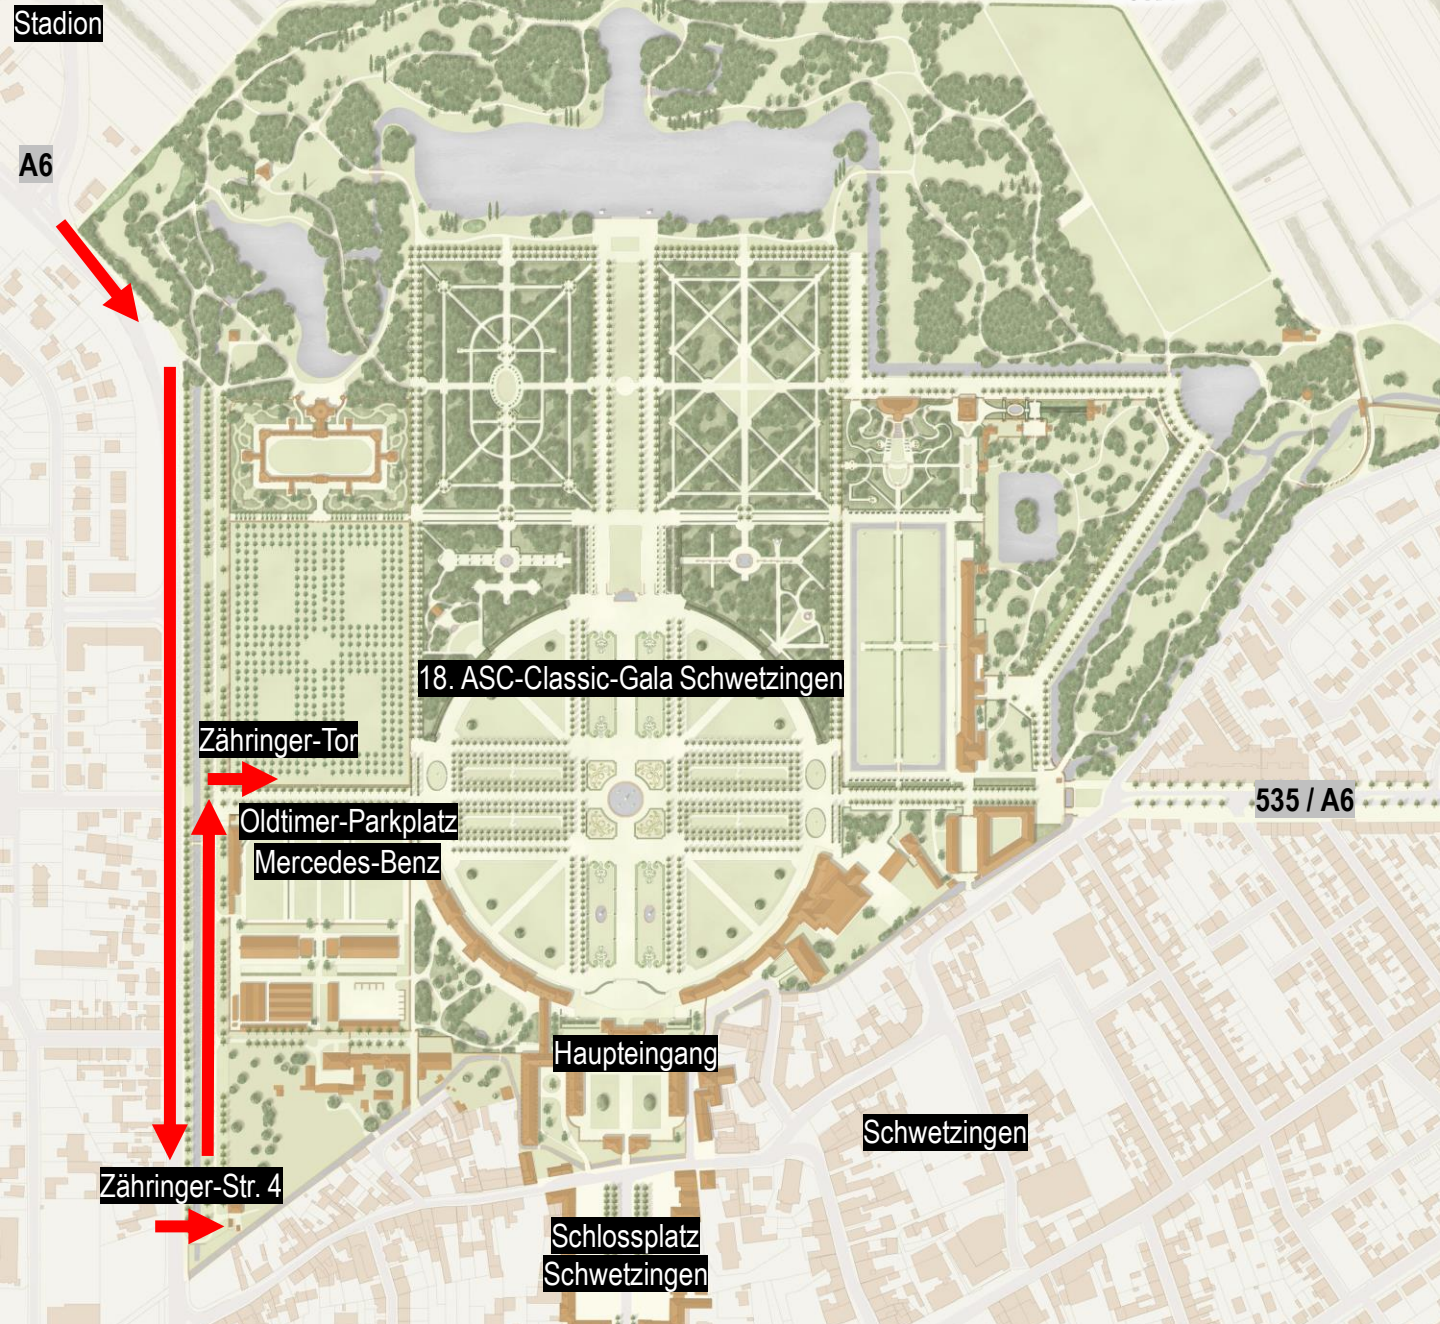 Stadion
A6
18. ASC-Classic-Gala Schwetzingen
Zähringer-Tor
535 / A6
Oldtimer-Parkplatz
Mercedes-Benz
Haupteingang
Schwetzingen
Zähringer-Str. 4
Schlossplatz
Schwetzingen